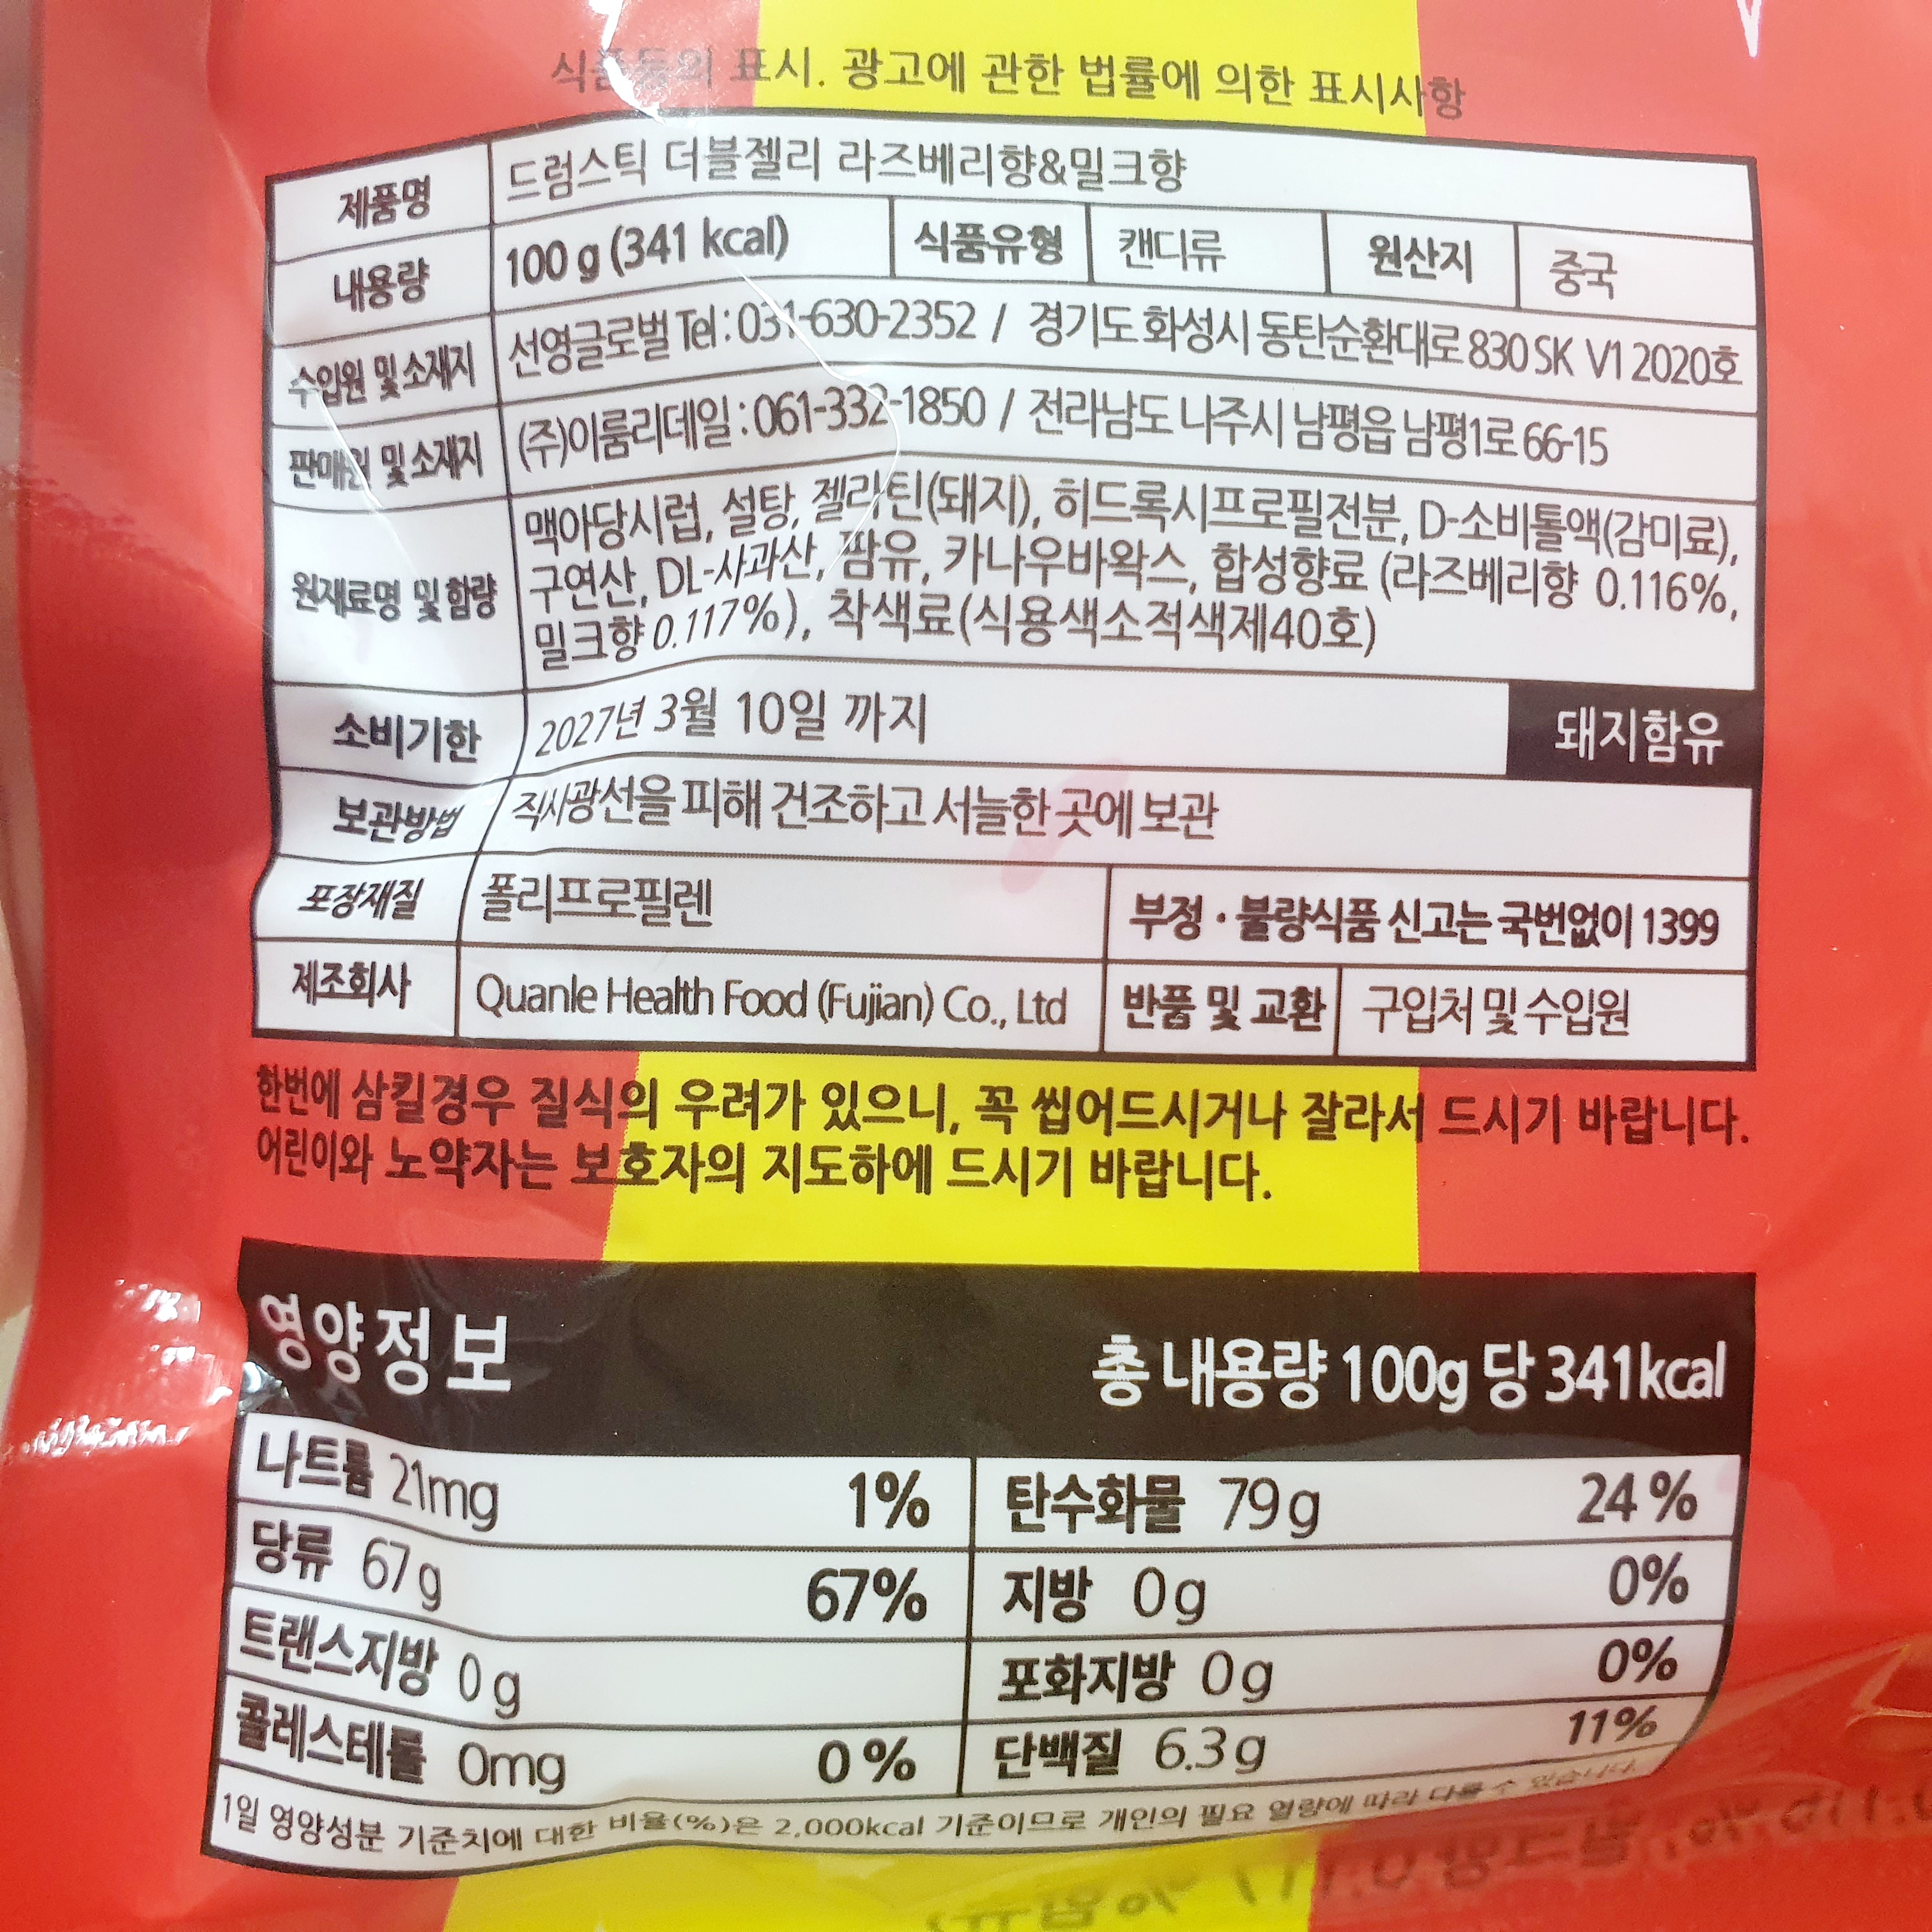 식품등의 표시. 광고에 관한 법률에 의한 표시사항
제품명 드럼스틱 더블젤리 라즈베리향&밀크향
내용량 100 g (341 kcal) 식품유형 캔디류 원산지 중국
수입원 및 소재지 선영글로벌 Tel : 031-630-2352 / 경기도 화성시 동탄순환대로 830 SK V1 2020호
판매원 및 소재지 (주)이룸리데일 : 061-332-1850 / 전라남도 나주시 남평읍 남평1로 66-15
원재료명 및 함량 맥아당시럽, 설탕, 젤라틴(돼지), 히드록시프로필전분, D-소비톨액(감미료),
구연산, DL-사과산, 팜유, 카나우바왁스, 합성향료 (라즈베리향 0.116%,
밀크향 0.117%), 착색료(식용색소적색제40호)
소비기한 2027년 3월 10일 까지 돼지함유
보관방법 직사광선을 피해 건조하고 서늘한 곳에 보관
포장재질 폴리프로필렌 부정 · 불량식품 신고는 국번없이 1399
제조회사 Quanle Health Food (Fujian) Co., Ltd 반품 및 교환 구입처 및 수입원
한번에 삼킬경우 질식의 우려가 있으니, 꼭 씹어드시거나 잘라서 드시기 바랍니다.
어린이와 노약자는 보호자의 지도하에 드시기 바랍니다.
영양정보 총 내용량 100g 당 341kcal
나트륨 21mg 1% 탄수화물 79g 24%
당류 67g 67% 지방 0g 0%
트랜스지방 0g 포화지방 0g 0%
콜레스테롤 0mg 0% 단백질 6.3g 11%
1일 영양성분 기준치에 대한 비율(%)은 2,000kcal 기준이므로 개인의 필요 열량에 따라 다를 수 있습니다.